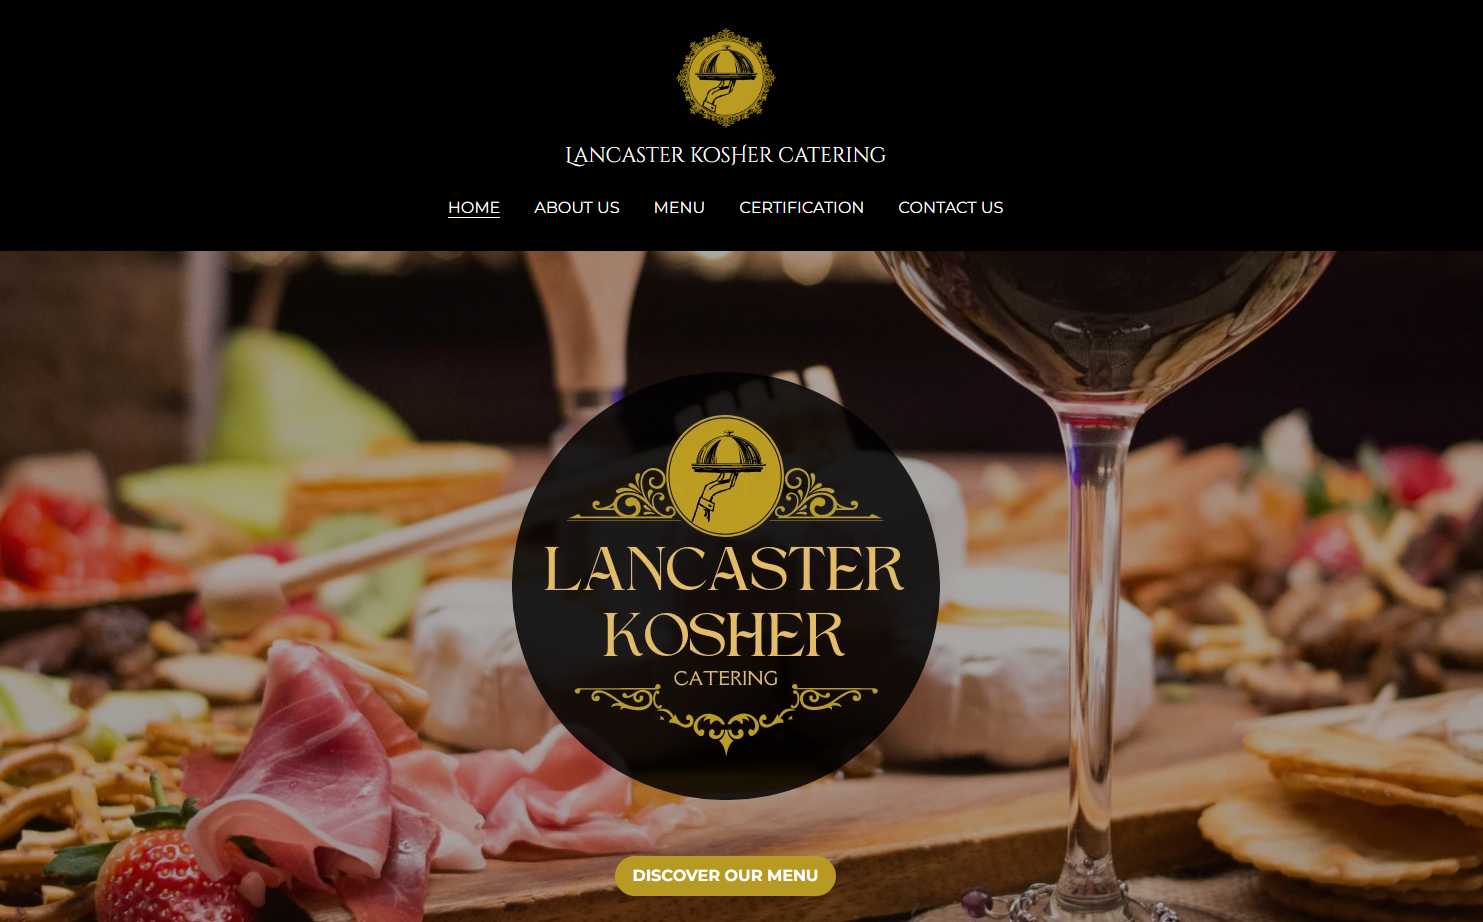 LANCASTER KOSHER CATERING
HOME ABOUT US MENU CERTIFICATION CONTACT US
LANCASTER
KOSHER
CATERING
DISCOVER OUR MENU